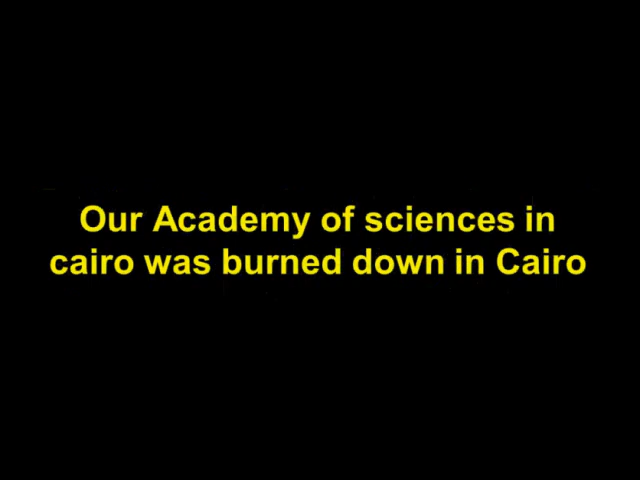 Our Academy of sciences in
cairo was burned down in Cairo